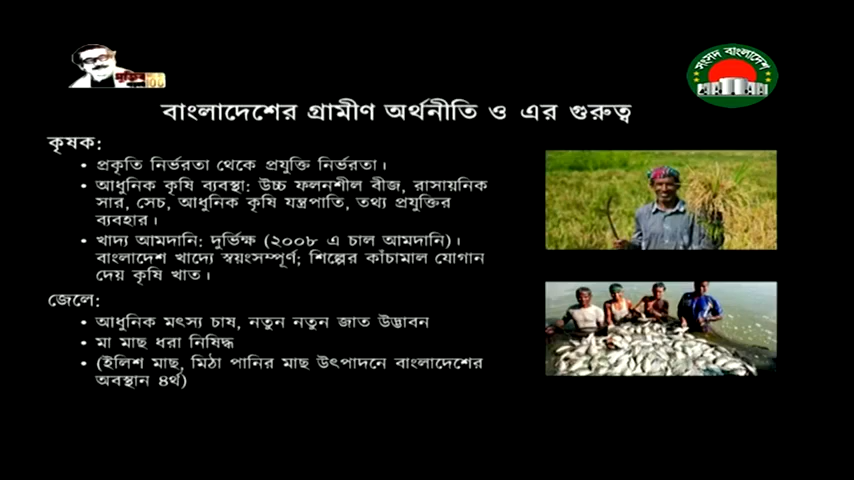 সংসদ বাংলাদেশ
বাংলাদেশের গ্রামীণ অর্থনীতি ও এর গুরুত্ব
কৃষক:
• প্রকৃতি নির্ভরতা থেকে প্রযুক্তি নির্ভরতা।
• আধুনিক কৃষি ব্যবস্থা: উচ্চ ফলনশীল বীজ, রাসায়নিক
সার, সেচ, আধুনিক কৃষি যন্ত্রপাতি, তথ্য প্রযুক্তির
ব্যবহার।
• খাদ্য আমদানি: দুর্ভিক্ষ (২০০৮ এ চাল আমদানি)।
বাংলাদেশ খাদ্যে স্বয়ংসম্পূর্ণ; শিল্পের কাঁচামাল যোগান
দেয় কৃষি খাত।
জেলে:
• আধুনিক মৎস্য চাষ, নতুন নতুন জাত উদ্ভাবন
• মা মাছ ধরা নিষিদ্ধ
• (ইলিশ মাছ, মিঠা পানির মাছ উৎপাদনে বাংলাদেশের
অবস্থান ৪র্থ)